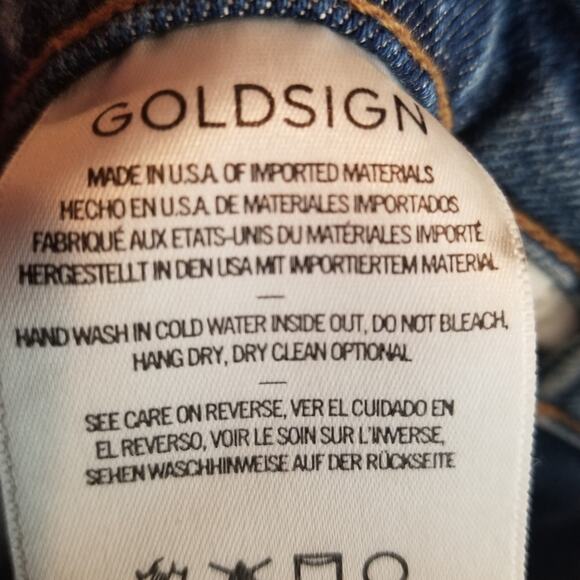 GOLDSIGN
MADE IN U.S.A. OF IMPORTED MATERIALS
HECHO EN U.S.A. DE MATERIALES IMPORTADOS
FABRIQUÉ AUX ETATS-UNIS DU MATÉRIALES IMPORTÉ
HERGESTELLT IN DEN USA MIT IMPORTIERTEM MATERIAL
HAND WASH IN COLD WATER INSIDE OUT, DO NOT BLEACH,
HANG DRY, DRY CLEAN OPTIONAL
SEE CARE ON REVERSE, VER EL CUIDADO EN
EL REVERSO, VOIR LE SOIN SUR L'INVERSE,
SEHEN WASCHHINWEISE AUF DER RÜCKSEITE